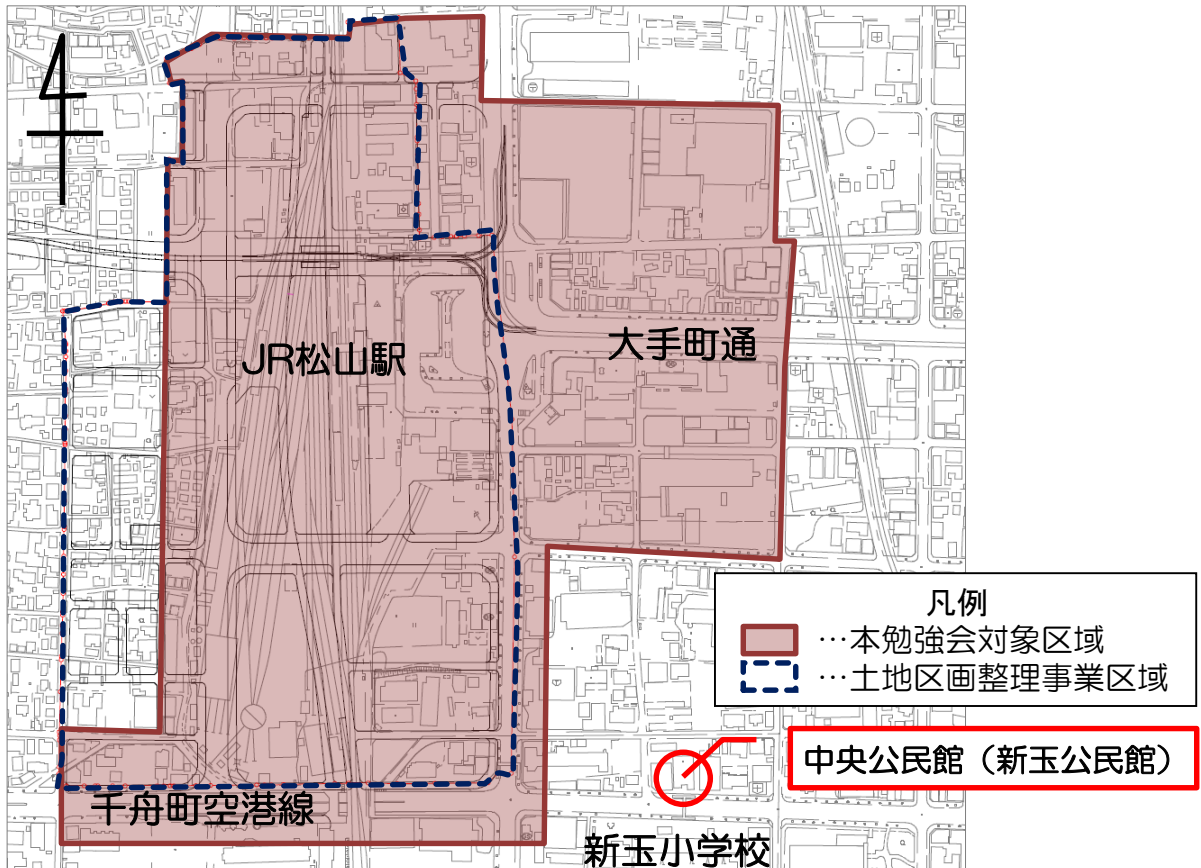 JR松山駅
大手町通
凡例
…本勉強会対象区域
…土地区画整理事業区域
中央公民館（新玉公民館）
千舟町空港線
新玉小学校